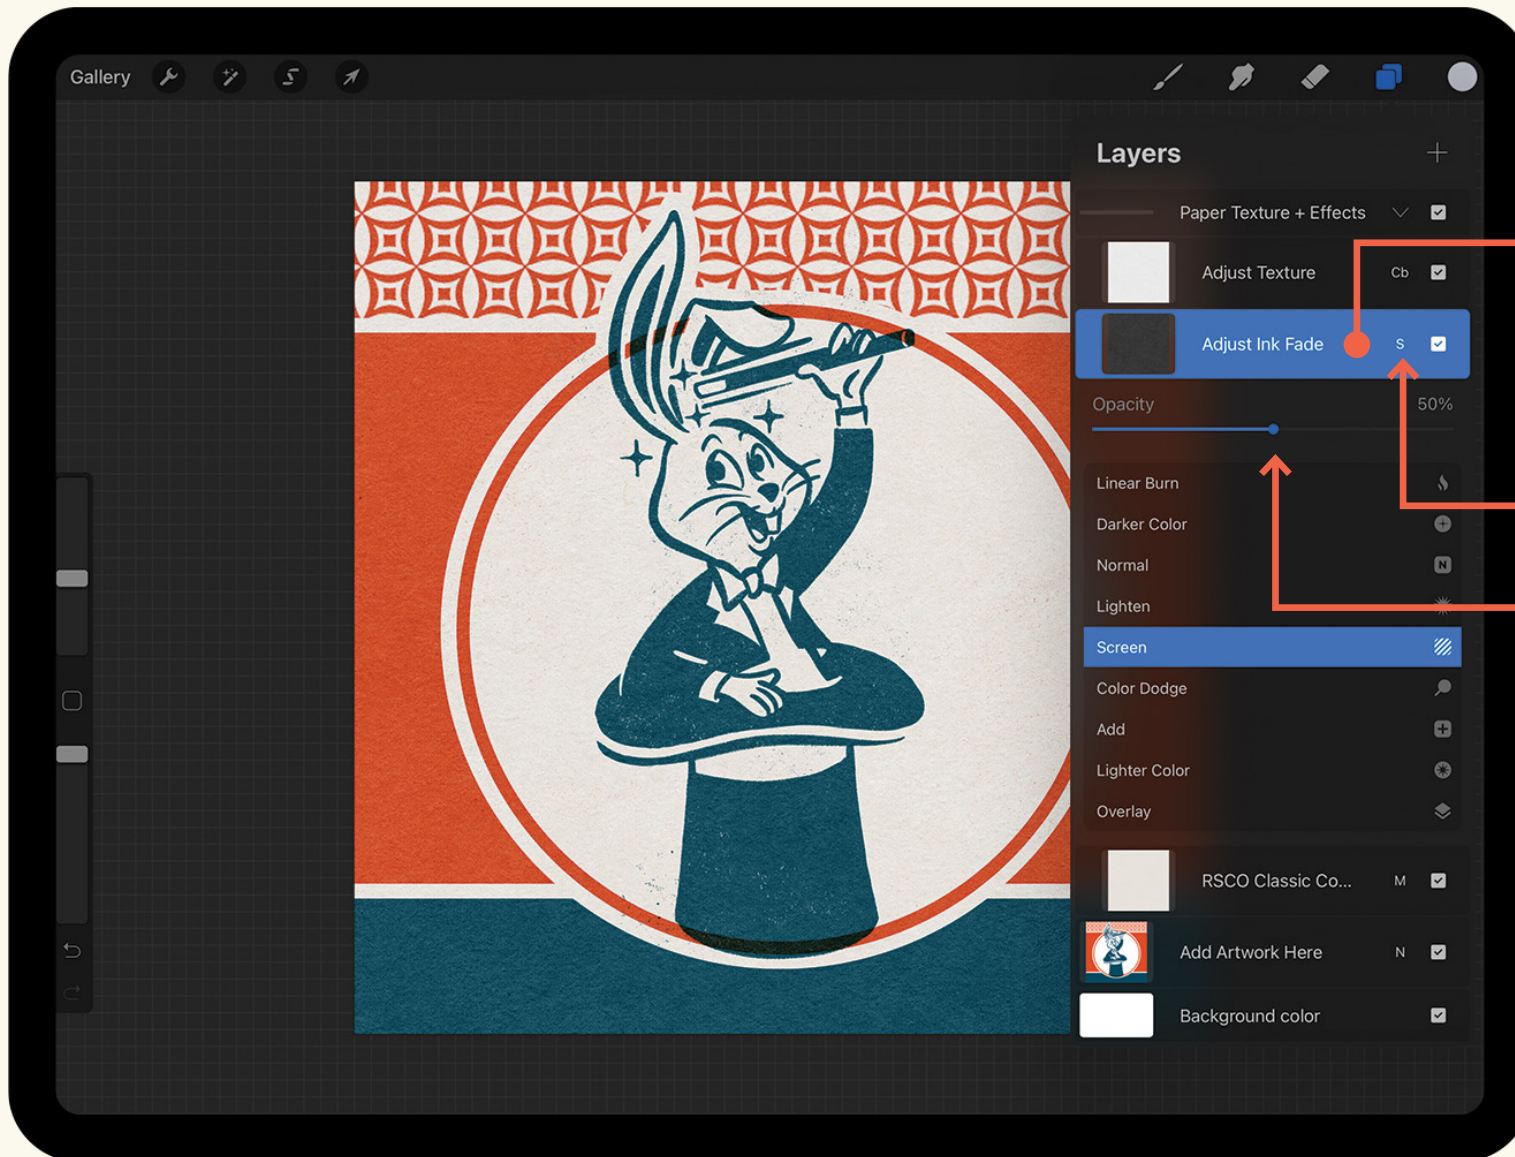 Gallery
Layers
Paper Texture + Effects
Adjust Texture Cb
Adjust Ink Fade S
Opacity 50%
Linear Burn
Darker Color
Normal N
Lighten
Screen
Color Dodge
Add
Lighter Color
Overlay
RSCO Classic Co... M
Add Artwork Here N
Background color